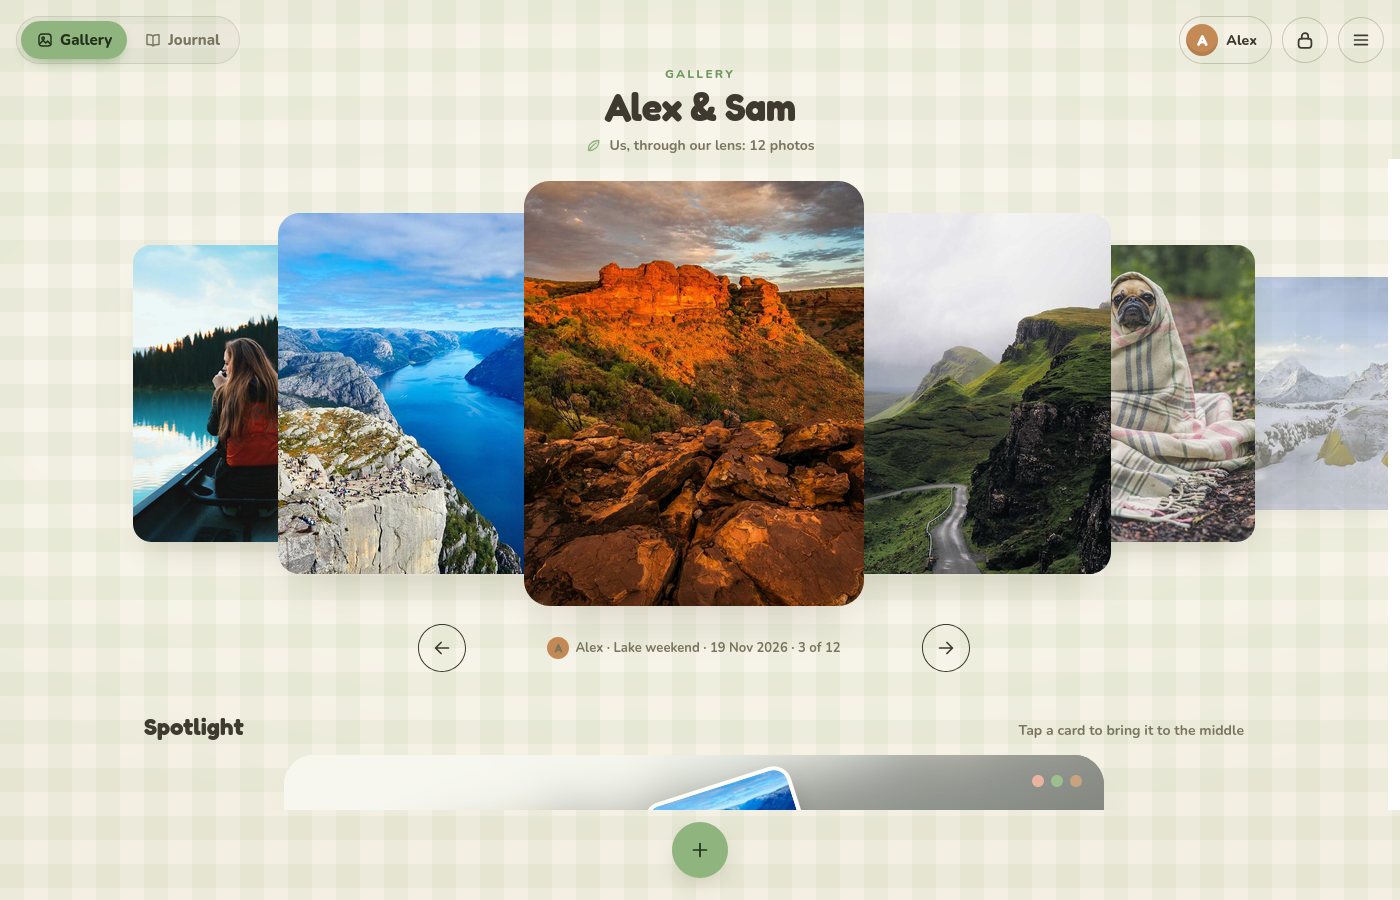 Gallery
Journal
A
Alex
GALLERY
Alex & Sam
Us, through our lens: 12 photos
A
Alex · Lake weekend · 19 Nov 2026 · 3 of 12
Spotlight
Tap a card to bring it to the middle